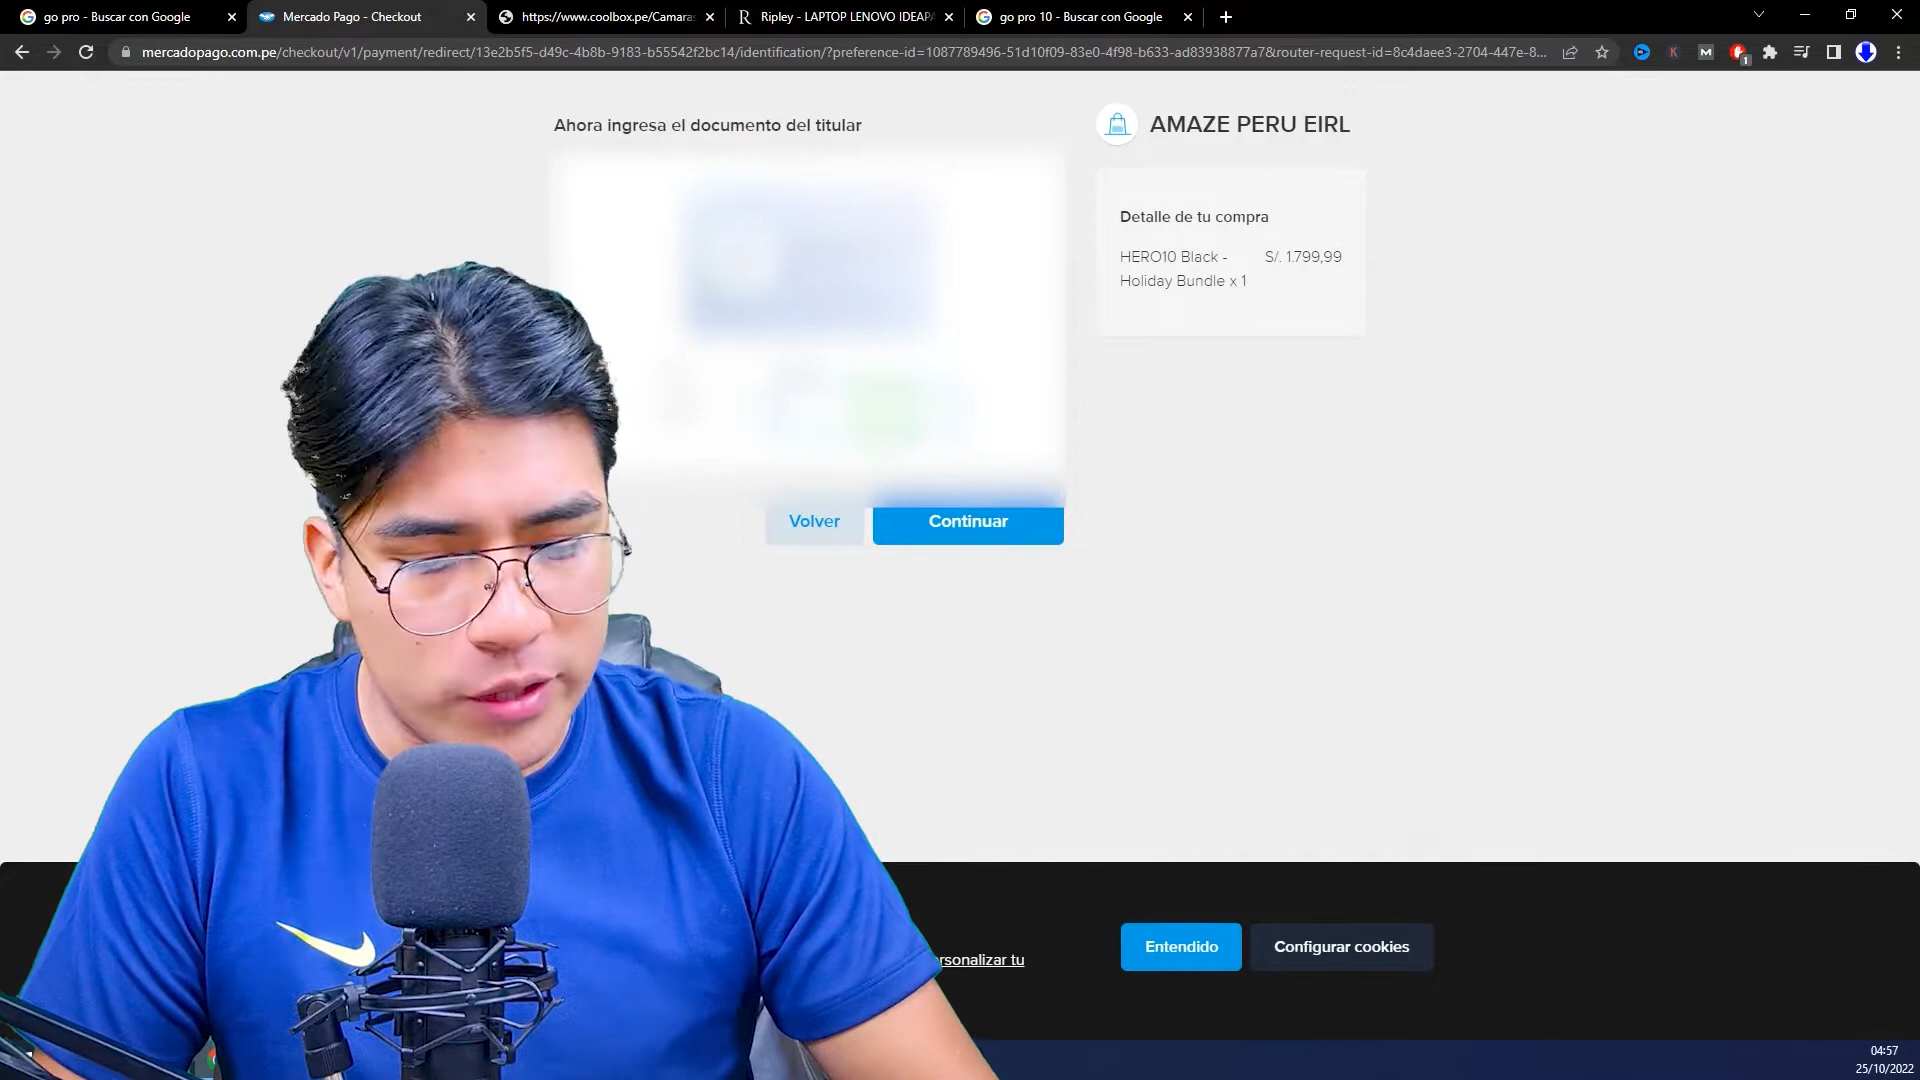 go pro - Buscar con Google
Mercado Pago - Checkout
https://www.coolbox.pe/Camaras
Ripley - LAPTOP LENOVO IDEAPA
go pro 10 - Buscar con Google
mercadopago.com.pe/checkout/v1/payment/redirect/13e2b5f5-d49c-4b8b-9183-b55542f2bc14/identification/?preference-id=1087789496-51d10f09-83e0-4f98-b633-ad83938877a7&router-request-id=8c4daee3-2704-447e-8...
Ahora ingresa el documento del titular
AMAZE PERU EIRL
Detalle de tu compra
HERO10 Black - S/. 1.799,99
Holiday Bundle x 1
Volver
Continuar
ersonalizar tu
Entendido
Configurar cookies
04:57
25/10/2022